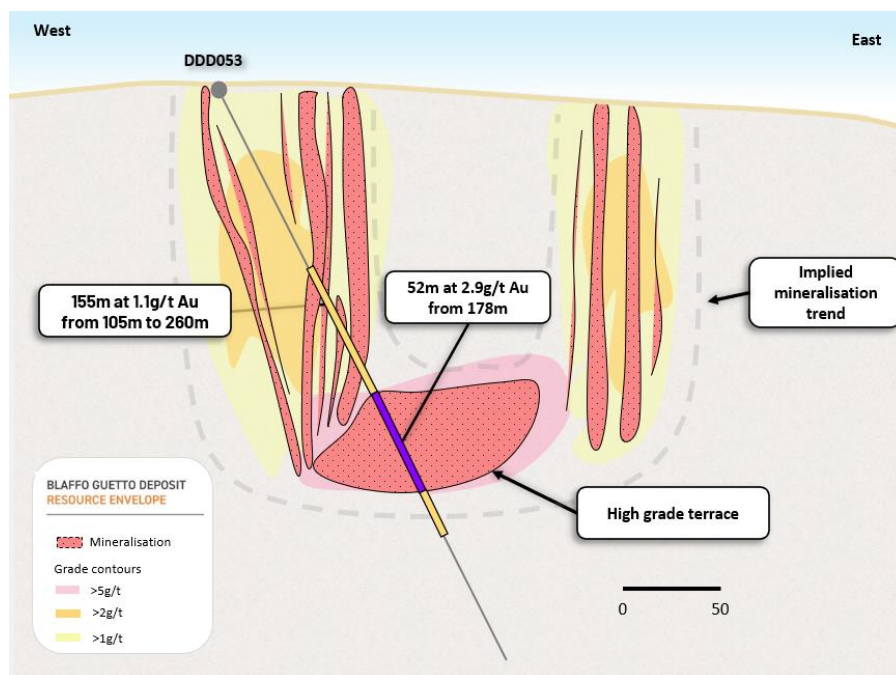 West
East
DDD053
155m at 1.1g/t Au
from 105m to 260m
52m at 2.9g/t Au
from 178m
Implied
mineralisation
trend
High grade terrace
BLAFFO GUETTO DEPOSIT
RESOURCE ENVELOPE
Mineralisation
Grade contours
>5g/t
>2g/t
>1g/t
0
50